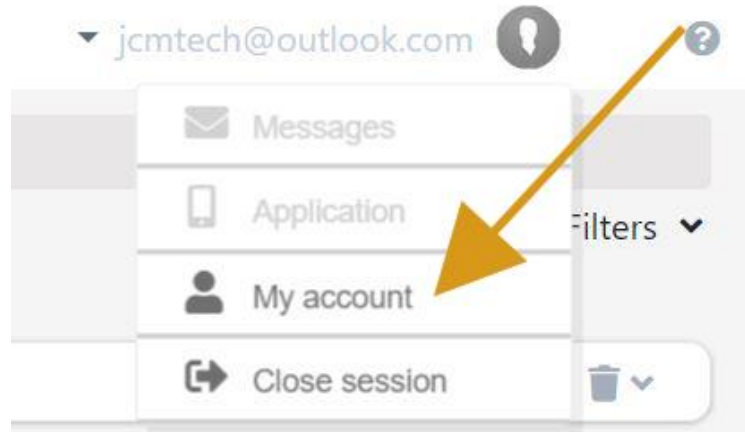 jcmtech@outlook.com
Messages
Application
Filters
My account
Close session